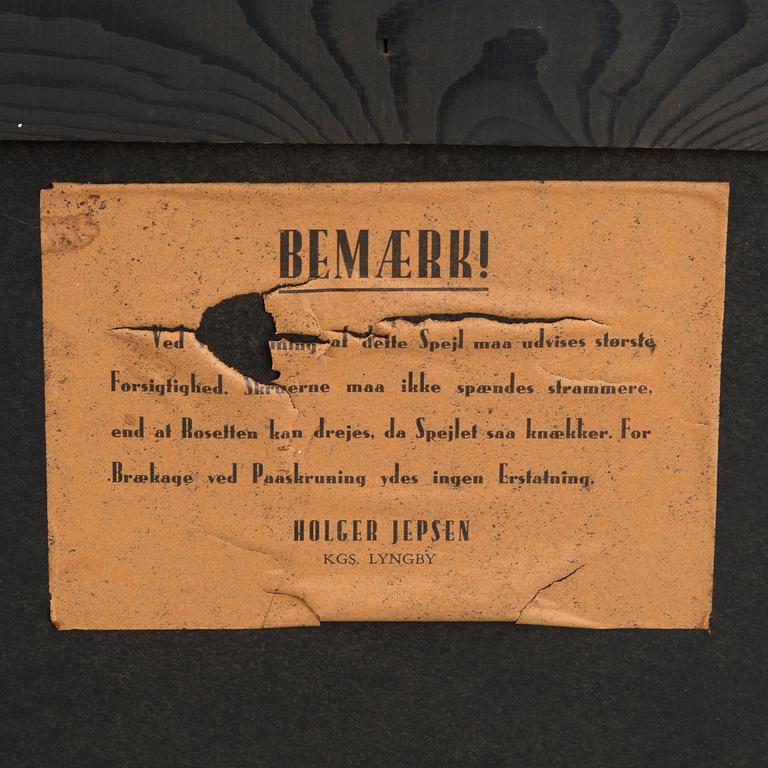 BEMÆRK!
Ved af dette Spejl maa udvises største
Forsigtighed. Skruerne maa ikke spændes strammere,
end at Rosetten kan drejes, da Spejlet saa knækker. For
Brækage ved Paaskruning ydes ingen Erstatning.
HOLGER JEPSEN
KGS. LYNGBY